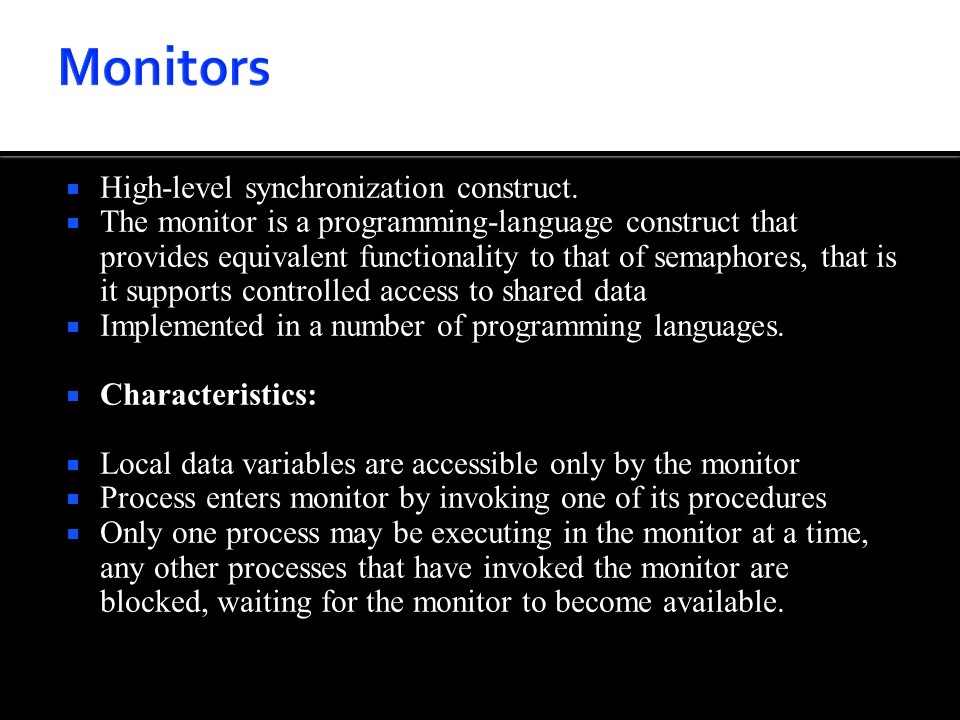 Monitors
High-level synchronization construct.
The monitor is a programming-language construct that
provides equivalent functionality to that of semaphores, that is
it supports controlled access to shared data
Implemented in a number of programming languages.
Characteristics:
Local data variables are accessible only by the monitor
Process enters monitor by invoking one of its procedures
Only one process may be executing in the monitor at a time,
any other processes that have invoked the monitor are
blocked, waiting for the monitor to become available.